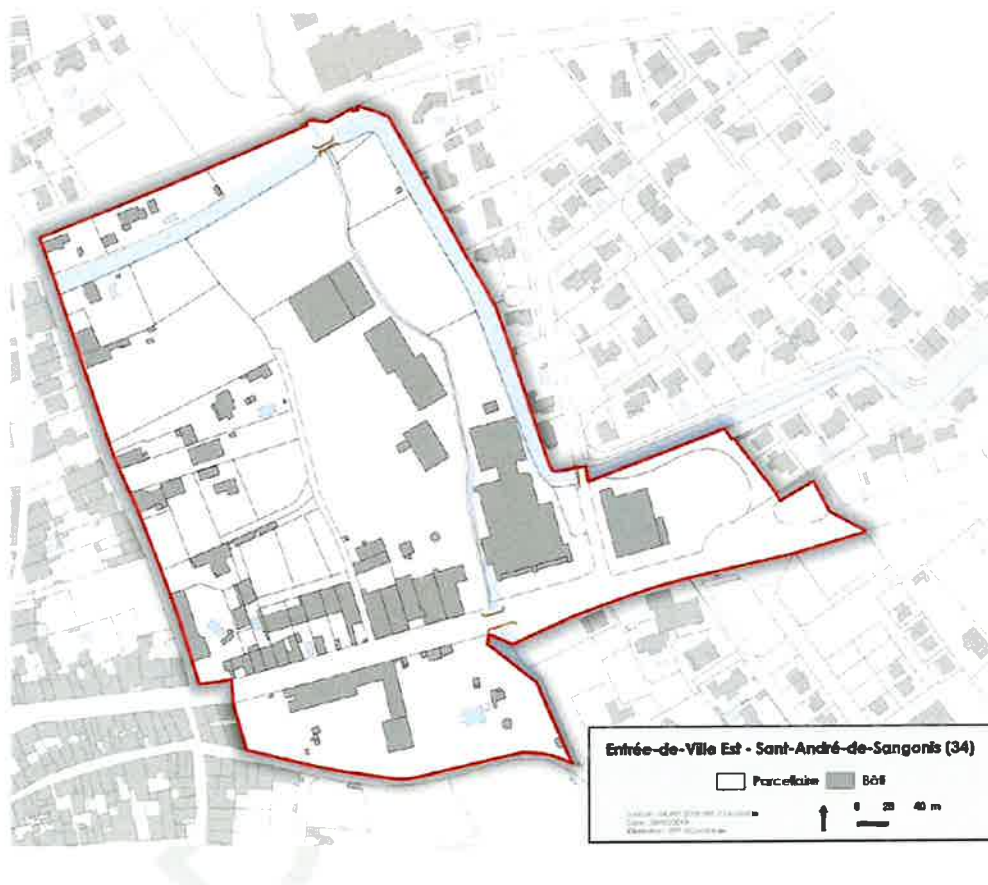 Entrée-de-Ville Est - Sant-André-de-Sangonis (34)
Parcellaire Bâti
0 20 40 m